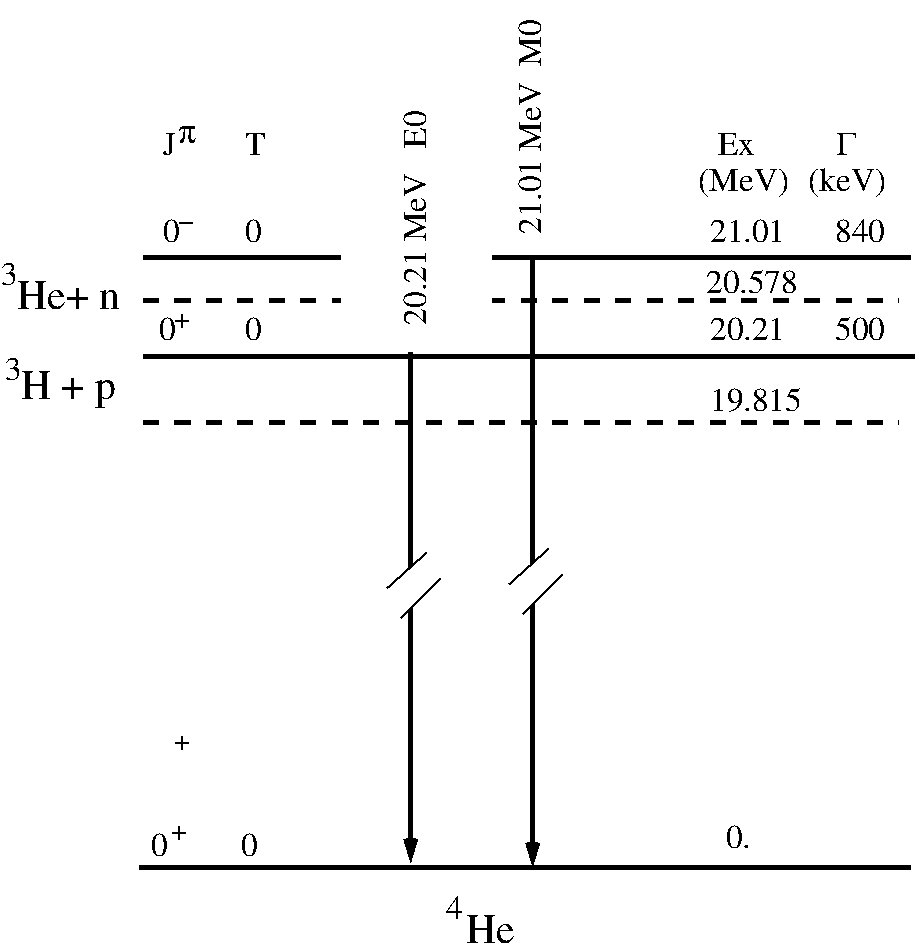 20.21 MeV E0
21.01 MeV M0
Jπ T Ex Γ
(MeV) (keV)
0− 0 21.01 840
3He+ n 20.578
0+ 0 20.21 500
3H + p 19.815
+
0+ 0 0.
4He